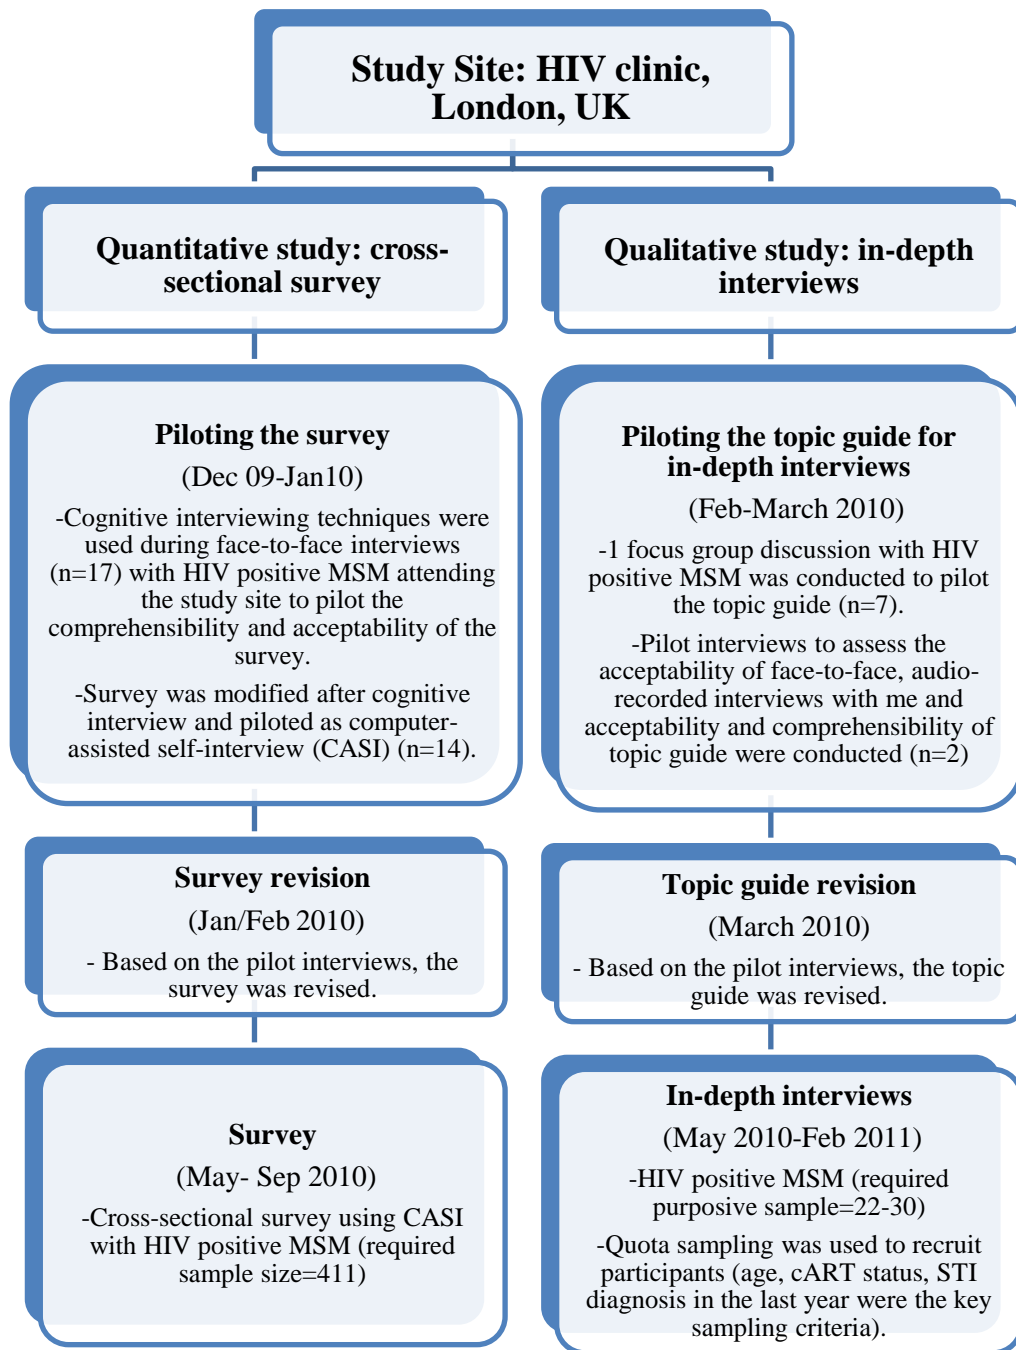 Study Site: HIV clinic,
London, UK
Quantitative study: cross-
sectional survey
Piloting the survey
(Dec 09-Jan10)
-Cognitive interviewing techniques were
used during face-to-face interviews
(n=17) with HIV positive MSM attending
the study site to pilot the
comprehensibility and acceptability of the
survey.
-Survey was modified after cognitive
interview and piloted as computer-
assisted self-interview (CASI) (n=14).
Survey revision
(Jan/Feb 2010)
- Based on the pilot interviews, the
survey was revised.
Survey
(May- Sep 2010)
-Cross-sectional survey using CASI
with HIV positive MSM (required
sample size=411)
Qualitative study: in-depth
interviews
Piloting the topic guide for
in-depth interviews
(Feb-March 2010)
-1 focus group discussion with HIV
positive MSM was conducted to pilot
the topic guide (n=7).
-Pilot interviews to assess the
acceptability of face-to-face, audio-
recorded interviews with me and
acceptability and comprehensibility of
topic guide were conducted (n=2)
Topic guide revision
(March 2010)
- Based on the pilot interviews, the topic
guide was revised.
In-depth interviews
(May 2010-Feb 2011)
-HIV positive MSM (required
purposive sample=22-30)
-Quota sampling was used to recruit
participants (age, cART status, STI
diagnosis in the last year were the key
sampling criteria).